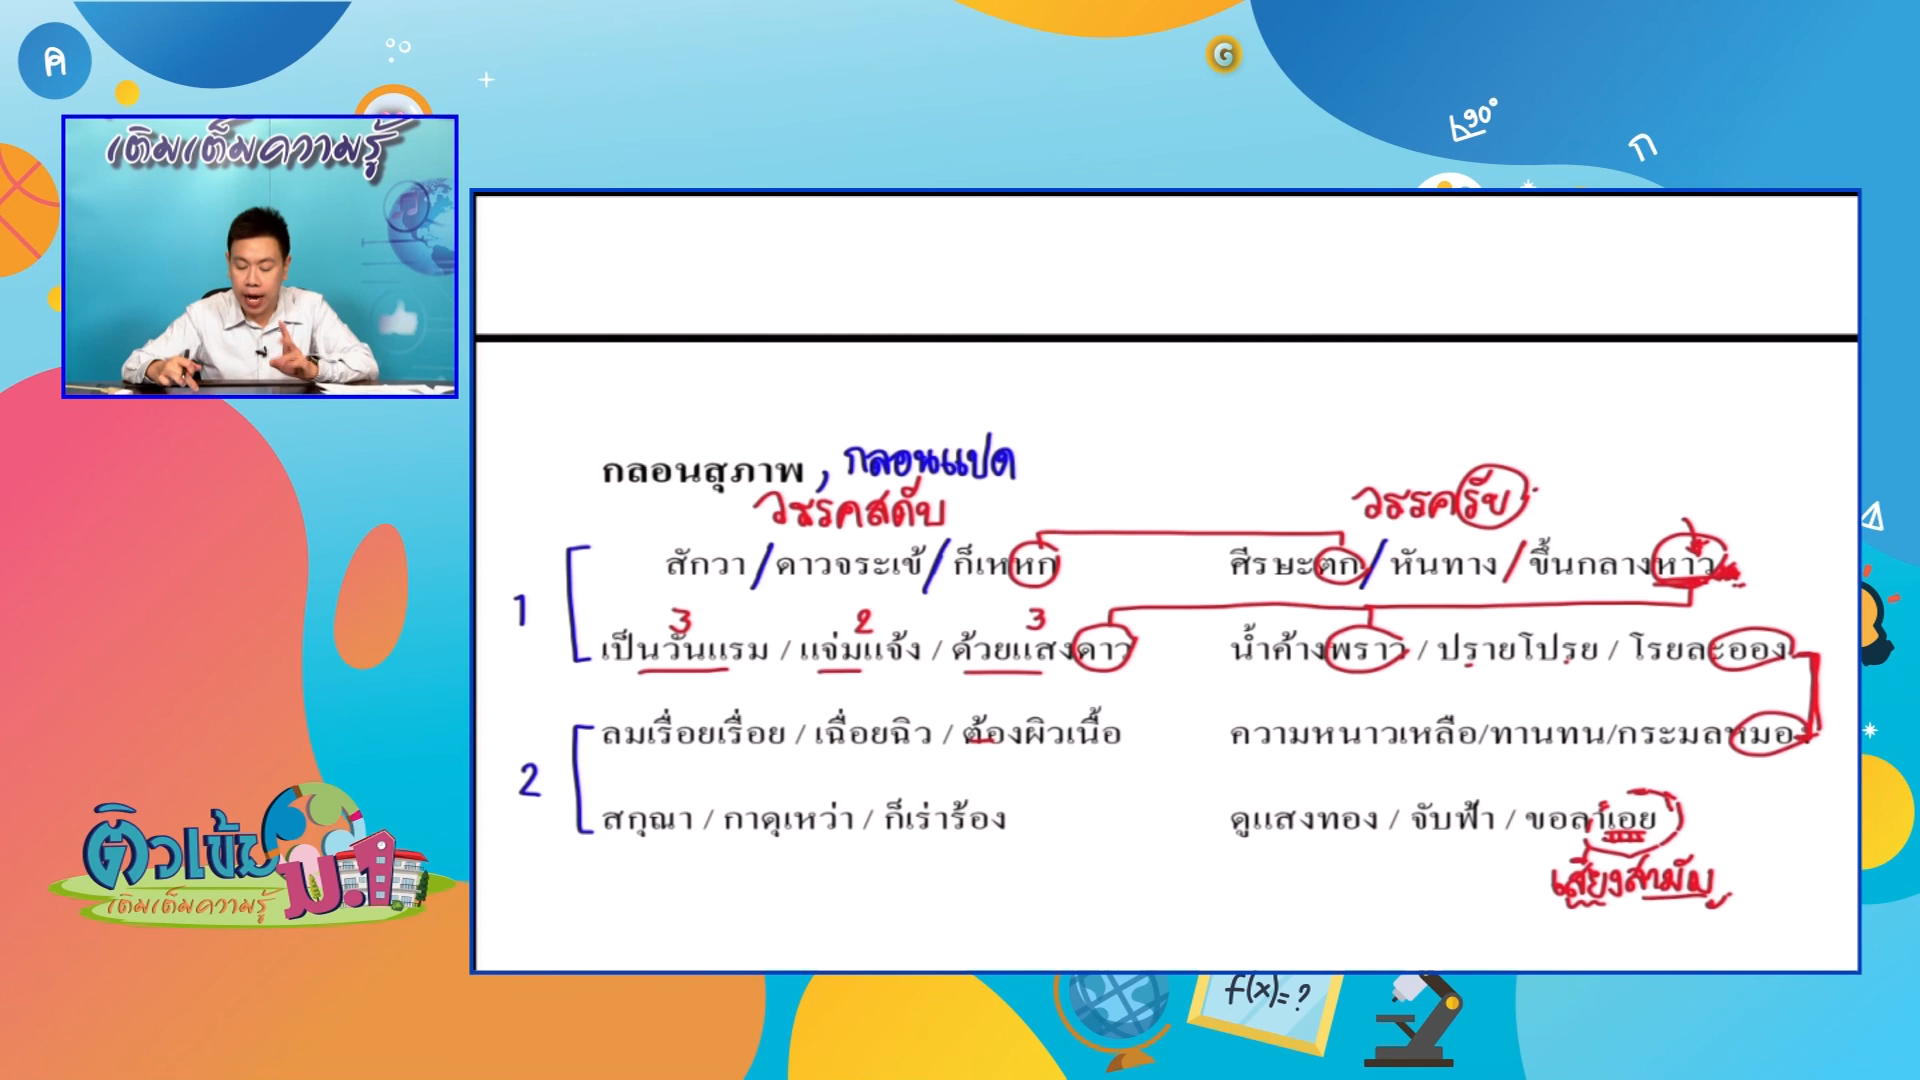 ค
G
90°
ก
เติมเต็มความรู้
กลอนสุภาพ , กลอนแปด
วรรคสดับ วรรครับ
สักวา / ดาวจระเข้ / ก็เหหก ศีรษะตก / หันทาง / ขึ้นกลางหาว
1
3 2 3
เป็นวันแรม / แจ่มแจ้ง / ด้วยแสงดาว น้ำค้างพราว / ปรายโปรย / โรยละออง
ลมเรื่อยเรื่อย / เฉื่อยฉิว / ต้องผิวเนื้อ ความหนาวเหลือ/ทานทน/กระมลหมอง
2
สกุณา / กาดุเหว่า / ก็เร่าร้อง ดูแสงทอง / จับฟ้า / ขอลาเอย
เสียงสามัญ
ติวเข้ม ม.1
เติมเต็มความรู้
f(x)=?